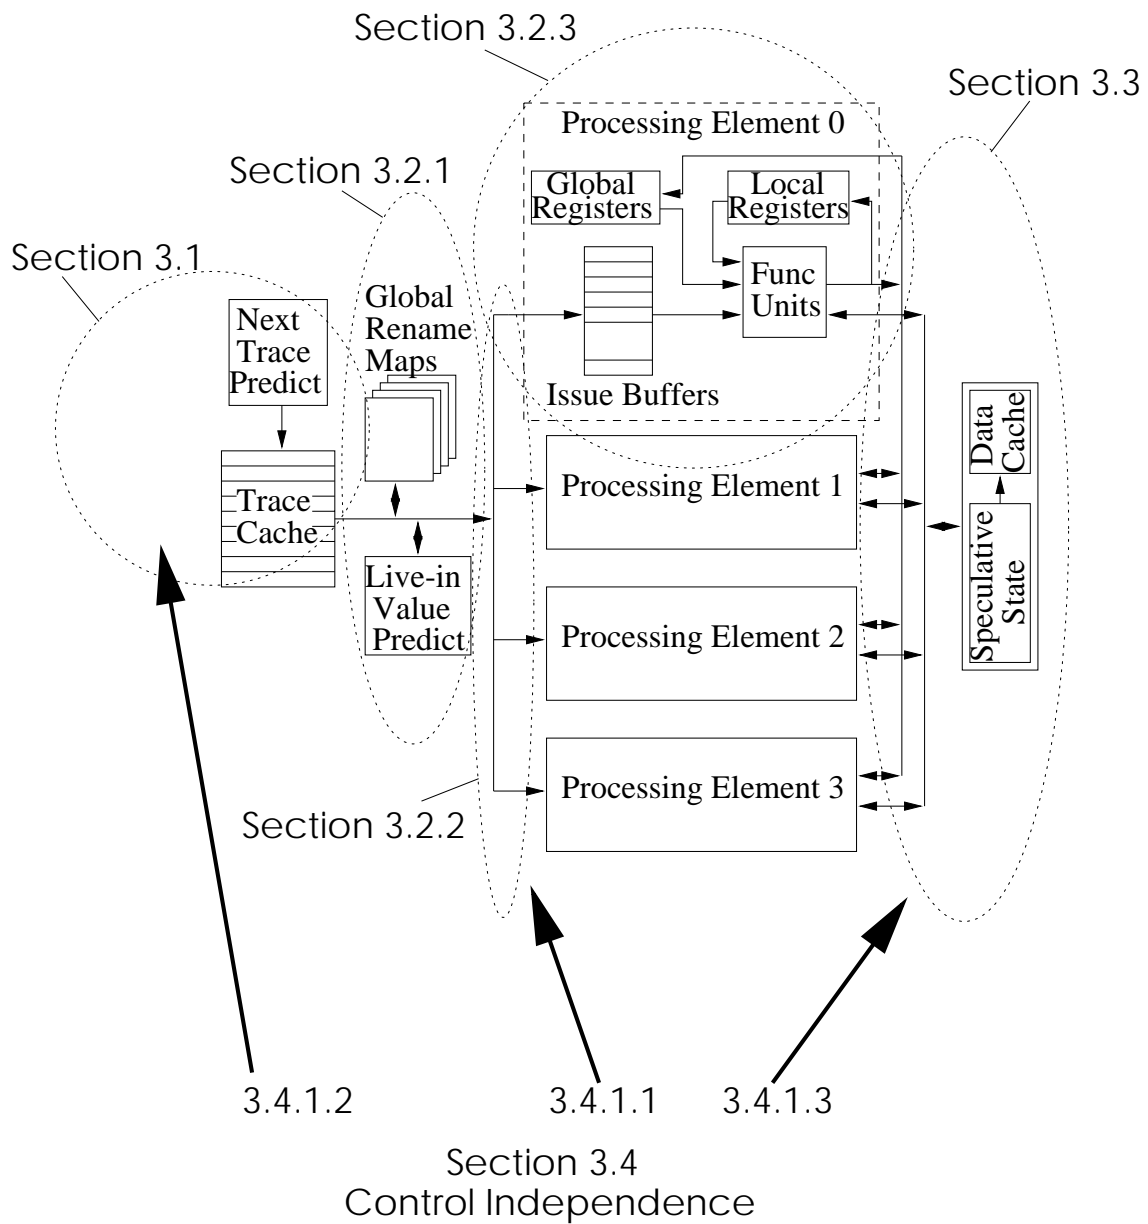 Section 3.2.3
Section 3.3
Processing Element 0
Section 3.2.1
Global
Registers
Local
Registers
Section 3.1
Func
Units
Global
Rename
Maps
Next
Trace
Predict
Issue Buffers
Data
Cache
Processing Element 1
Trace
Cache
Speculative
State
Live-in
Value
Predict
Processing Element 2
Processing Element 3
Section 3.2.2
3.4.1.2
3.4.1.1
3.4.1.3
Section 3.4
Control Independence